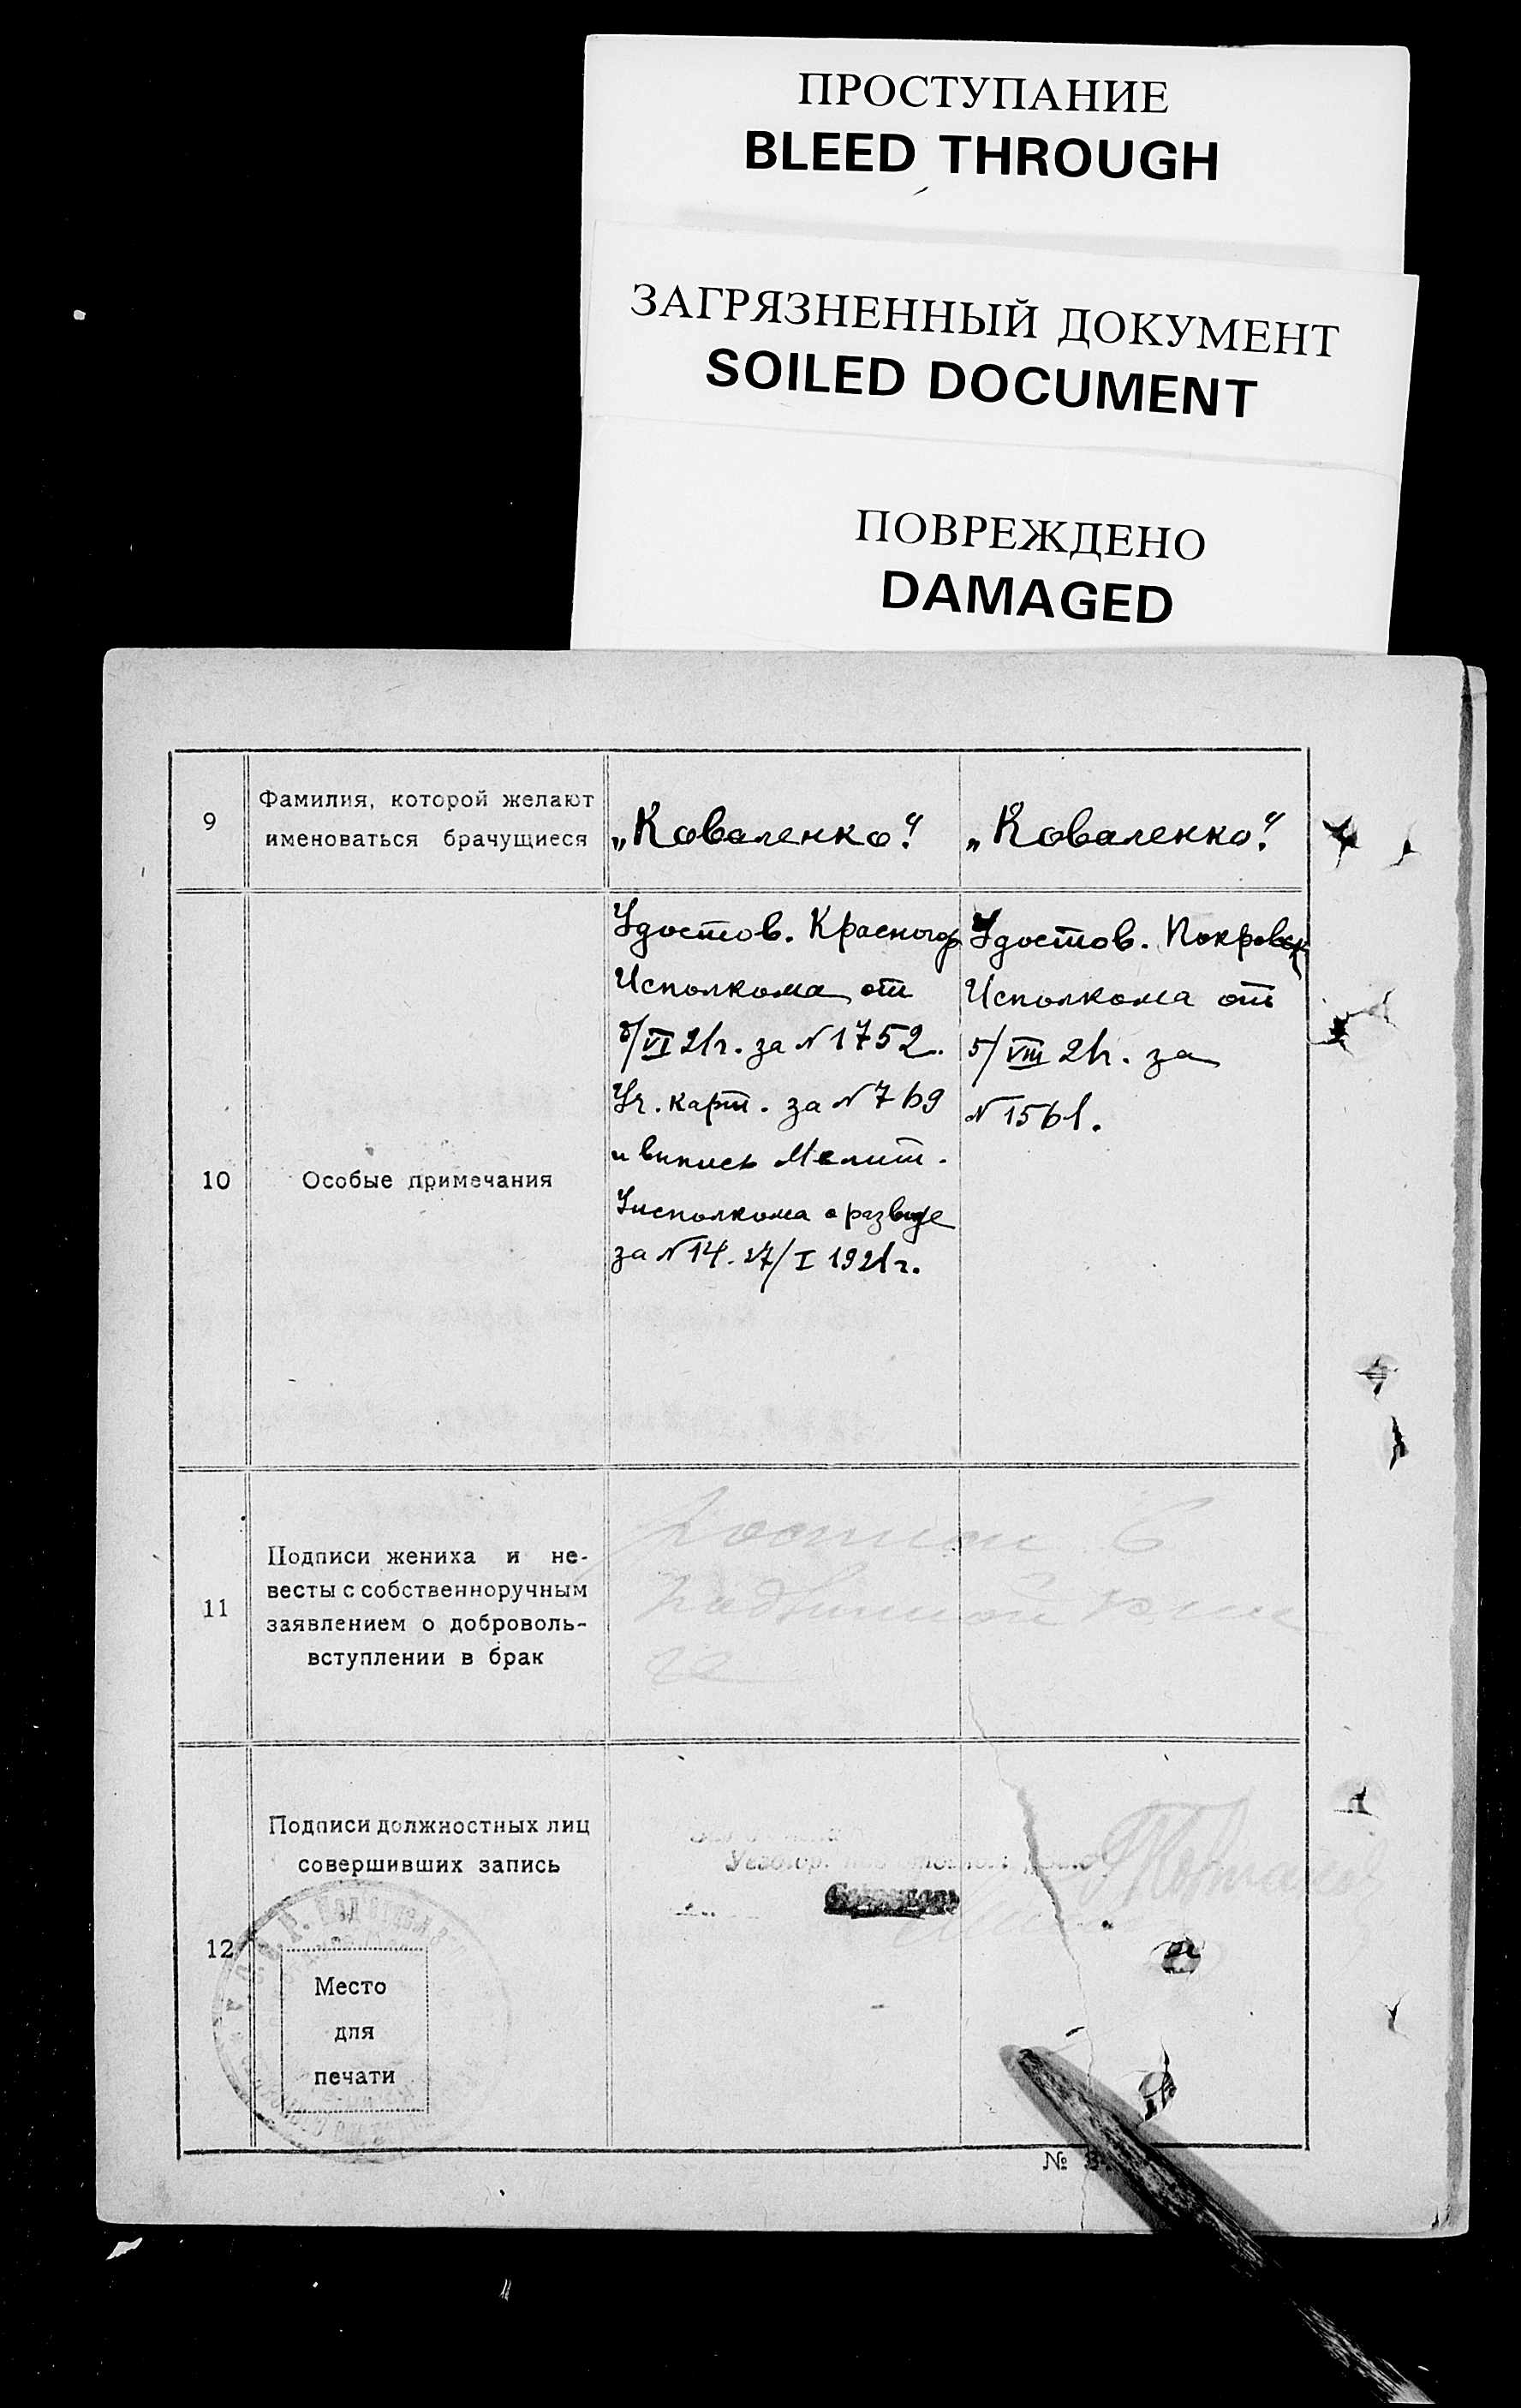 ПРОСТУПАНИЕ
BLEED THROUGH
ЗАГРЯЗНЕННЫЙ ДОКУМЕНТ
SOILED DOCUMENT
ПОВРЕЖДЕНО
DAMAGED
9
Фамилия, которой желают
именоваться брачущиеся
„Коваленко“.
„Коваленко“.
10
Особые примечания
Удостов.
Исполкома от
/VI 21г. за № 1752.
Уч. карт. за № 769
и выпись Мелит.
Уисполкома о разводе
за № 14. 27/I 1921г.
Удостов. Покровск
Исполкома от
5/VIII 21г. за
№ 1561.
11
Подписи жениха и не-
весты с собственноручным
заявлением о доброволь-
вступлении в брак
12
Подписи должностных лиц
совершивших запись
Место
для
печати
№